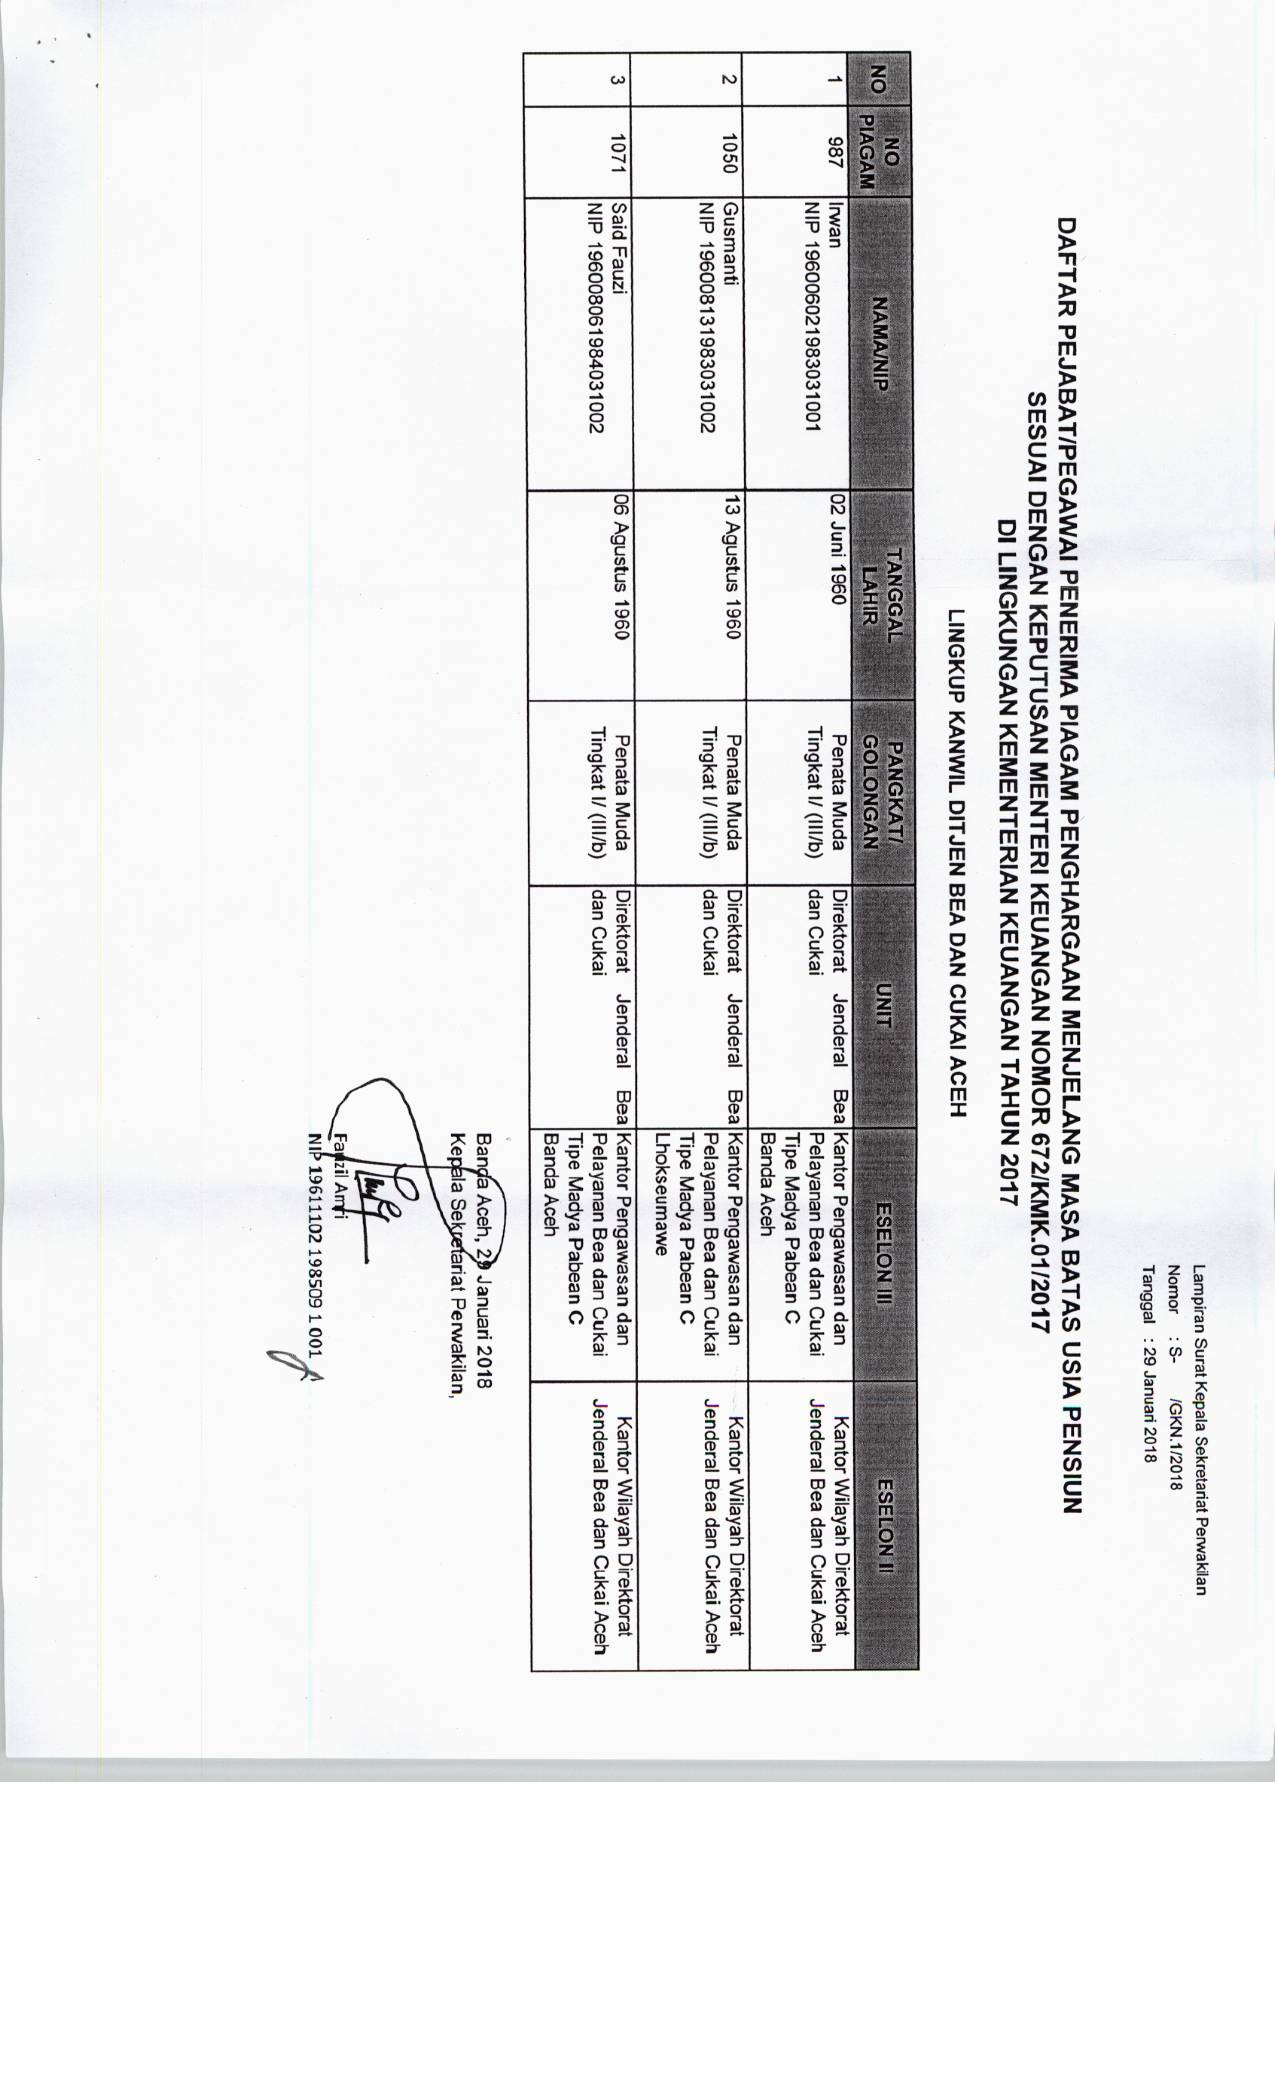 Lampiran Surat Kepala Sekretariat Perwakilan
Nomor : S- /GKN.1/2018
Tanggal : 29 Januari 2018
DAFTAR PEJABAT/PEGAWAI PENERIMA PIAGAM PENGHARGAAN MENJELANG MASA BATAS USIA PENSIUN
SESUAI DENGAN KEPUTUSAN MENTERI KEUANGAN NOMOR 672/KMK.01/2017
DI LINGKUNGAN KEMENTERIAN KEUANGAN TAHUN 2017
LINGKUP KANWIL DITJEN BEA DAN CUKAI ACEH
NO
NO
PIAGAM
NAMA/NIP
TANGGAL
LAHIR
PANGKAT/
GOLONGAN
UNIT
ESELON III
ESELON II
1
987
Irwan
NIP 196006021983031001
02 Juni 1960
Penata Muda
Tingkat I/ (III/b)
Direktorat Jenderal Bea
dan Cukai
Kantor Pengawasan dan
Pelayanan Bea dan Cukai
Tipe Madya Pabean C
Banda Aceh
Kantor Wilayah Direktorat
Jenderal Bea dan Cukai Aceh
2
1050
Gusmanti
NIP 196008131983031002
13 Agustus 1960
Penata Muda
Tingkat I/ (III/b)
Direktorat Jenderal Bea
dan Cukai
Kantor Pengawasan dan
Pelayanan Bea dan Cukai
Tipe Madya Pabean C
Lhokseumawe
Kantor Wilayah Direktorat
Jenderal Bea dan Cukai Aceh
3
1071
Said Fauzi
NIP 196008061984031002
06 Agustus 1960
Penata Muda
Tingkat I/ (III/b)
Direktorat Jenderal Bea
dan Cukai
Kantor Pengawasan dan
Pelayanan Bea dan Cukai
Tipe Madya Pabean C
Banda Aceh
Kantor Wilayah Direktorat
Jenderal Bea dan Cukai Aceh
Banda Aceh, 29 Januari 2018
Kepala Sekretariat Perwakilan,
Fauzil Amri
NIP 19611102 198509 1 001